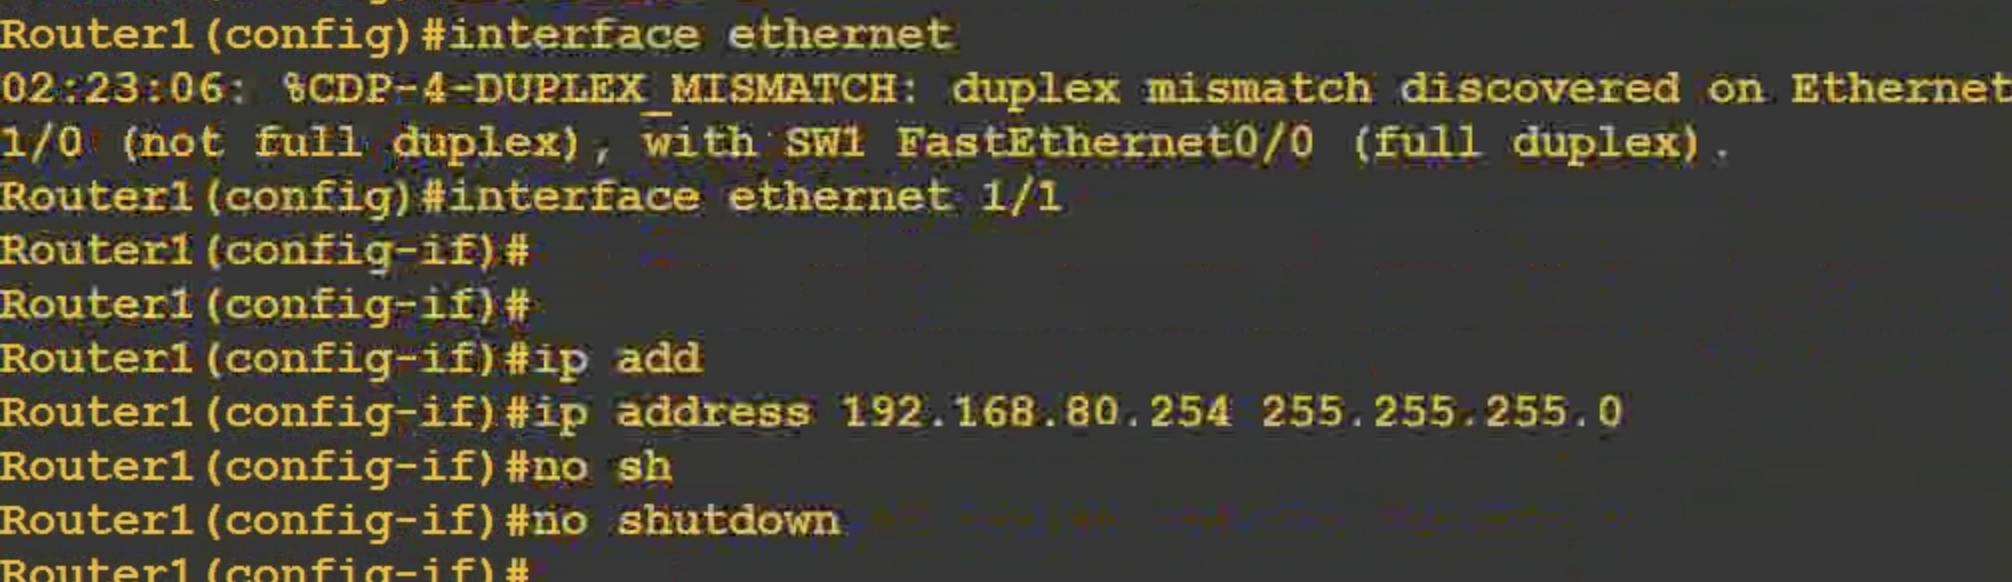 Router1(config)#interface ethernet
02:23:06: %CDP-4-DUPLEX_MISMATCH: duplex mismatch discovered on Ethernet
1/0 (not full duplex), with SW1 FastEthernet0/0 (full duplex).
Router1(config)#interface ethernet 1/1
Router1(config-if)#
Router1(config-if)#
Router1(config-if)#ip add
Router1(config-if)#ip address 192.168.80.254 255.255.255.0
Router1(config-if)#no sh
Router1(config-if)#no shutdown
Router1(config-if)#